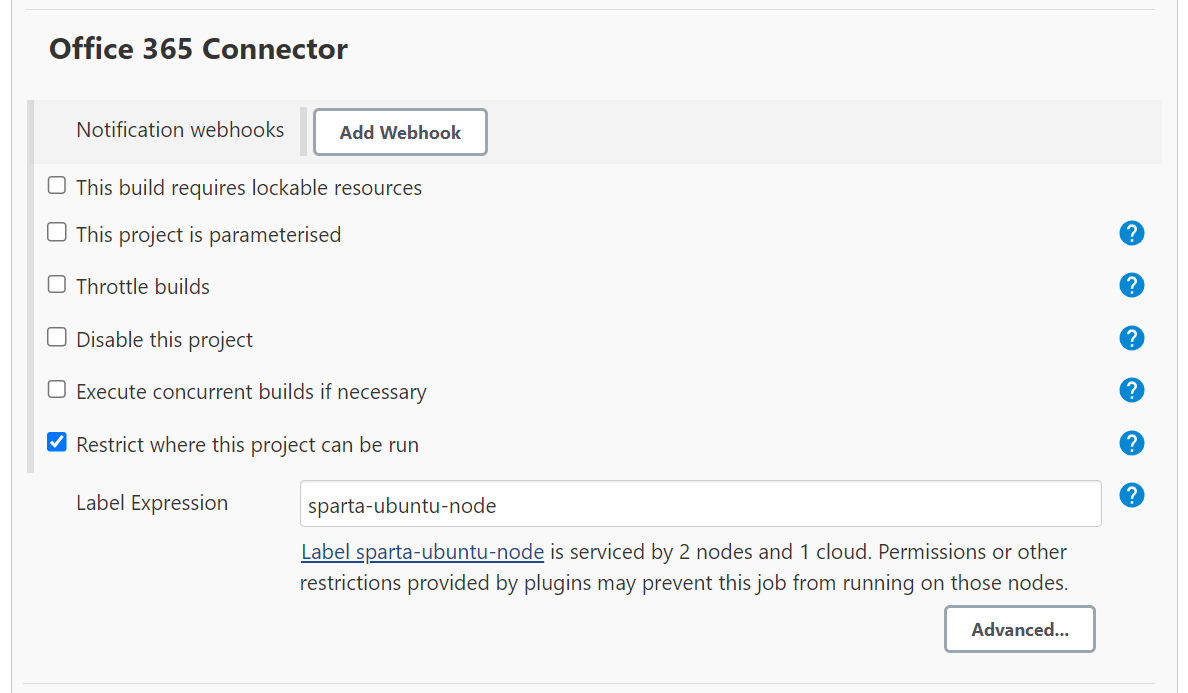 Office 365 Connector
Notification webhooks
Add Webhook
This build requires lockable resources
This project is parameterised
?
Throttle builds
?
Disable this project
?
Execute concurrent builds if necessary
?
Restrict where this project can be run
?
Label Expression
sparta-ubuntu-node
?
Label sparta-ubuntu-node is serviced by 2 nodes and 1 cloud. Permissions or other
restrictions provided by plugins may prevent this job from running on those nodes.
Advanced...